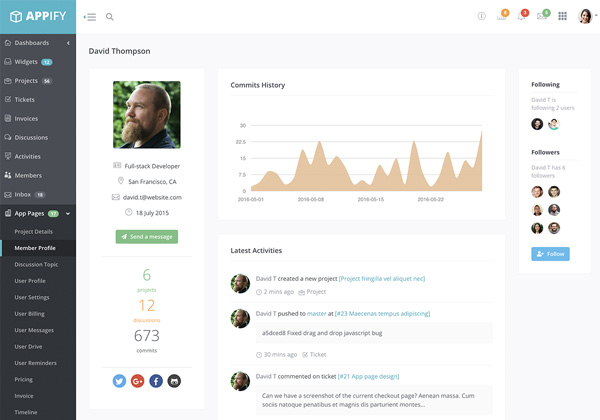 APPIFY
6
3
5
Dashboards
Widgets 12
Projects 56
Tickets
Invoices
Discussions
Activities
Members
Inbox 18
App Pages 17
Project Details
Member Profile
Discussion Topic
User Profile
User Settings
User Billing
User Messages
User Drive
User Reminders
Pricing
Invoice
Timeline
David Thompson
Full-stack Developer
San Francisco, CA
david.t@website.com
18 July 2015
Send a message
6
projects
12
discussions
673
commits
Commits History
30
22.5
15
7.5
0
2016-05-01
2016-05-08
2016-05-15
2016-05-22
Latest Activities
David T created a new project [Project fringilla vel aliquet nec]
2 mins ago Project
David T pushed to master at [#23 Maecenas tempus adipiscing]
a5dced8 Fixed drag and drop javascript bug
30 mins ago Ticket
David T commented on ticket [#21 App page design]
Can we have a screenshot of the current checkout page? Aenean massa. Cum
sociis natoque penatibus et magnis dis parturient montes...
Following
David T is
following 2 users
Followers
David T has 6
followers
Follow